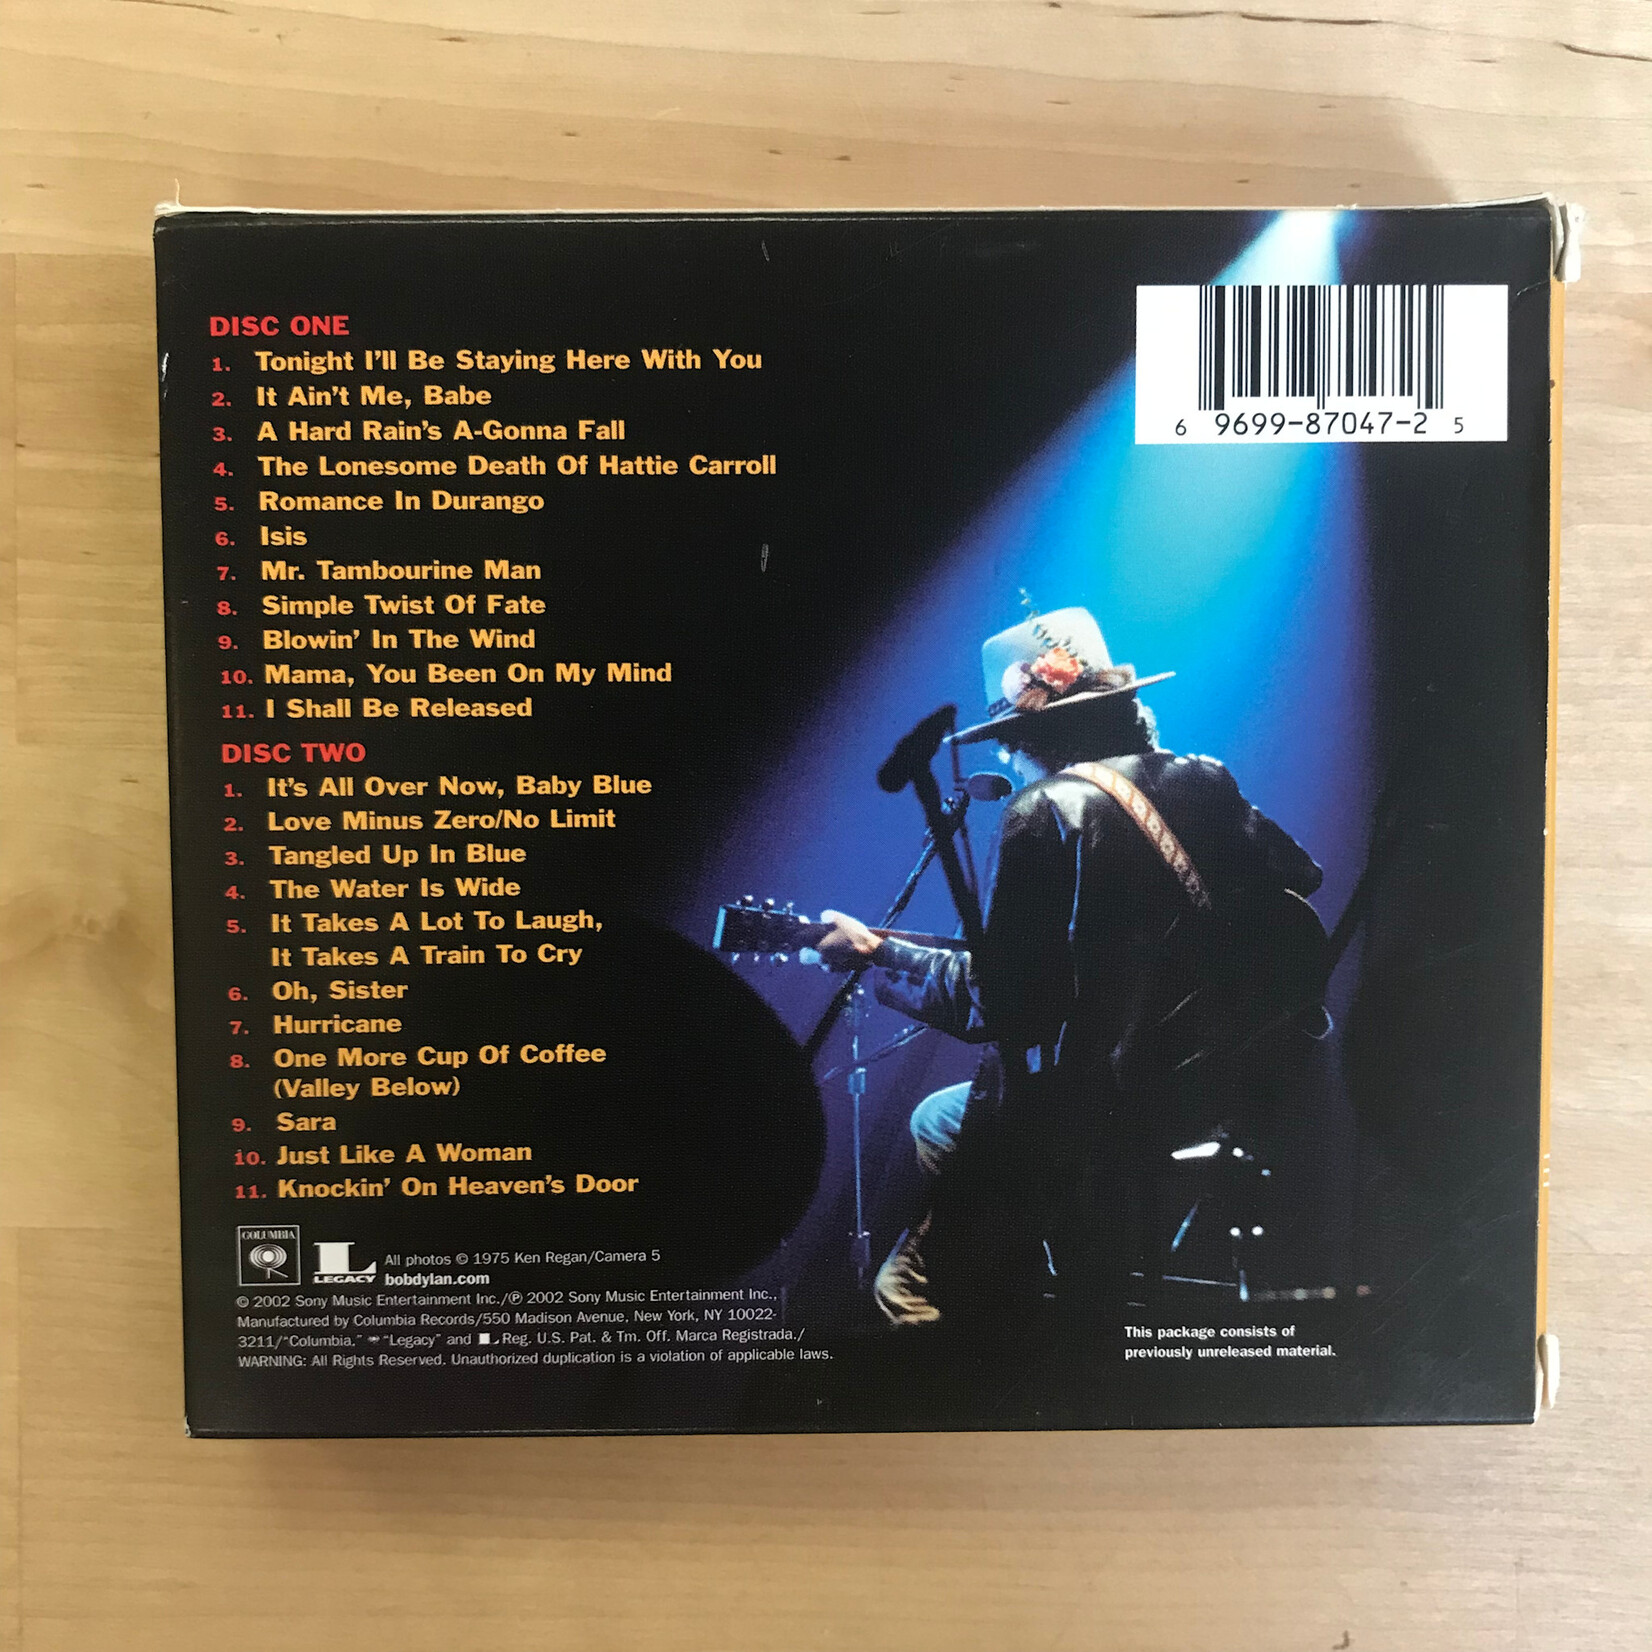 DISC ONE
1. Tonight I'll Be Staying Here With You
2. It Ain't Me, Babe
3. A Hard Rain's A-Gonna Fall
4. The Lonesome Death Of Hattie Carroll
5. Romance In Durango
6. Isis
7. Mr. Tambourine Man
8. Simple Twist Of Fate
9. Blowin' In The Wind
10. Mama, You Been On My Mind
11. I Shall Be Released
DISC TWO
1. It's All Over Now, Baby Blue
2. Love Minus Zero/No Limit
3. Tangled Up In Blue
4. The Water Is Wide
5. It Takes A Lot To Laugh,
It Takes A Train To Cry
6. Oh, Sister
7. Hurricane
8. One More Cup Of Coffee
(Valley Below)
9. Sara
10. Just Like A Woman
11. Knockin' On Heaven's Door
COLUMBIA
L
LEGACY
All photos © 1975 Ken Regan/Camera 5
bobdylan.com
© 2002 Sony Music Entertainment Inc./℗ 2002 Sony Music Entertainment Inc.,
Manufactured by Columbia Records/550 Madison Avenue, New York, NY 10022-
3211/"Columbia," "Legacy" and L Reg. U.S. Pat. & Tm. Off. Marca Registrada./
WARNING: All Rights Reserved. Unauthorized duplication is a violation of applicable laws.
6 9699-87047-2 5
This package consists of
previously unreleased material.